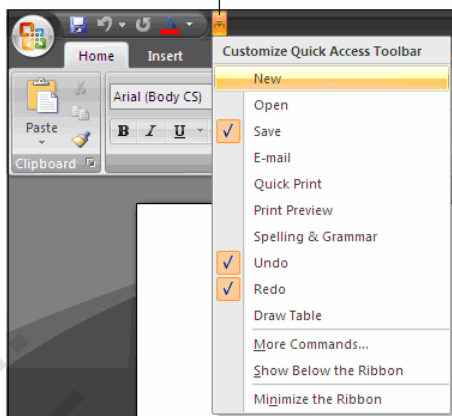 Home Insert
Customize Quick Access Toolbar
New
Open
Save
E-mail
Quick Print
Print Preview
Spelling & Grammar
Undo
Redo
Draw Table
More Commands...
Show Below the Ribbon
Minimize the Ribbon
Arial (Body CS)
Paste
B I U
Clipboard